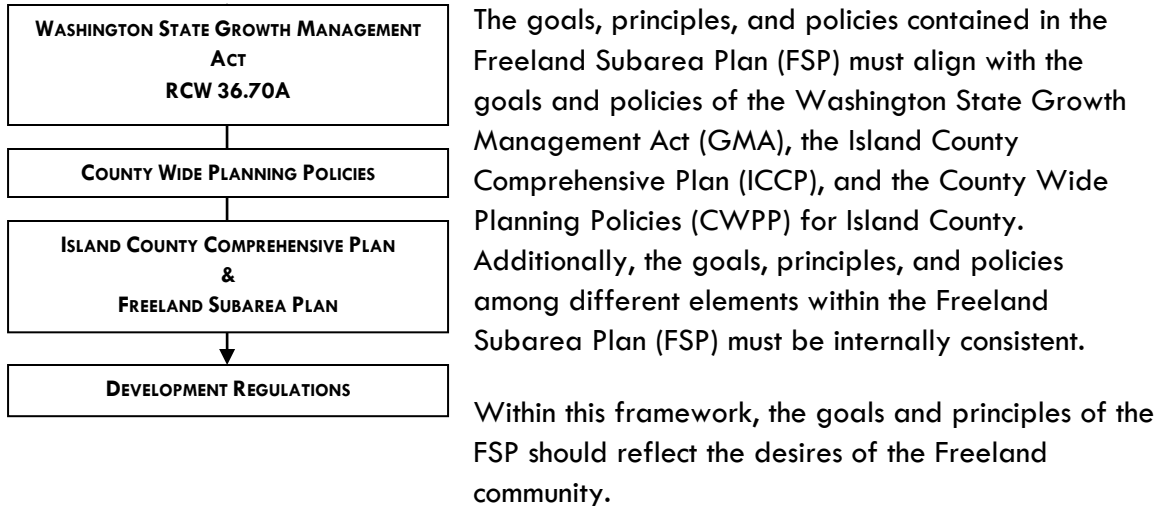 WASHINGTON STATE GROWTH MANAGEMENT
ACT
RCW 36.70A
COUNTY WIDE PLANNING POLICIES
ISLAND COUNTY COMPREHENSIVE PLAN
&
FREELAND SUBAREA PLAN
DEVELOPMENT REGULATIONS
The goals, principles, and policies contained in the
Freeland Subarea Plan (FSP) must align with the
goals and policies of the Washington State Growth
Management Act (GMA), the Island County
Comprehensive Plan (ICCP), and the County Wide
Planning Policies (CWPP) for Island County.
Additionally, the goals, principles, and policies
among different elements within the Freeland
Subarea Plan (FSP) must be internally consistent.
Within this framework, the goals and principles of the
FSP should reflect the desires of the Freeland
community.